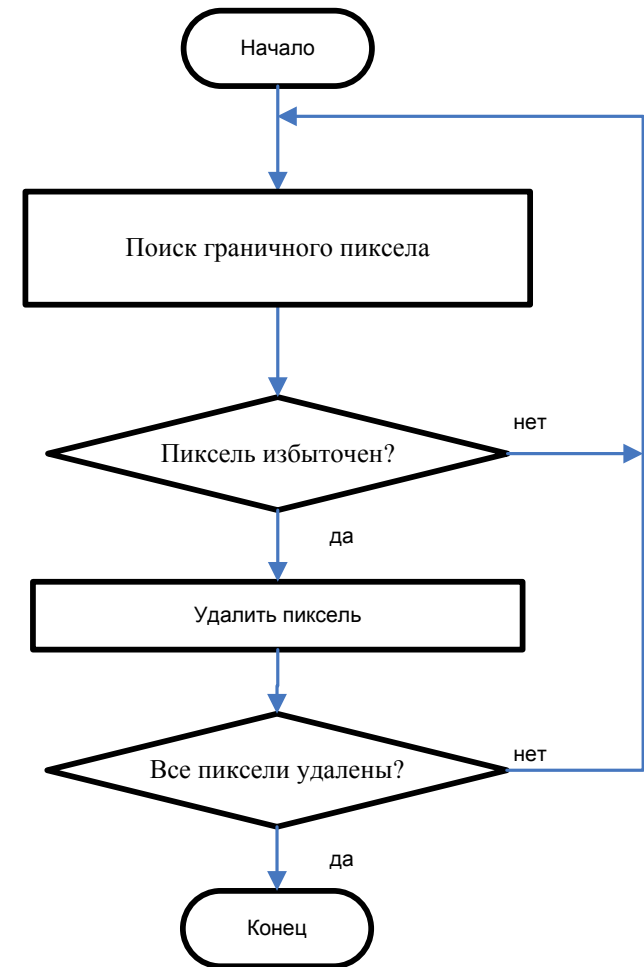 Начало
Поиск граничного пиксела
Пиксель избыточен?
нет
да
Удалить пиксель
Все пиксели удалены?
нет
да
Конец